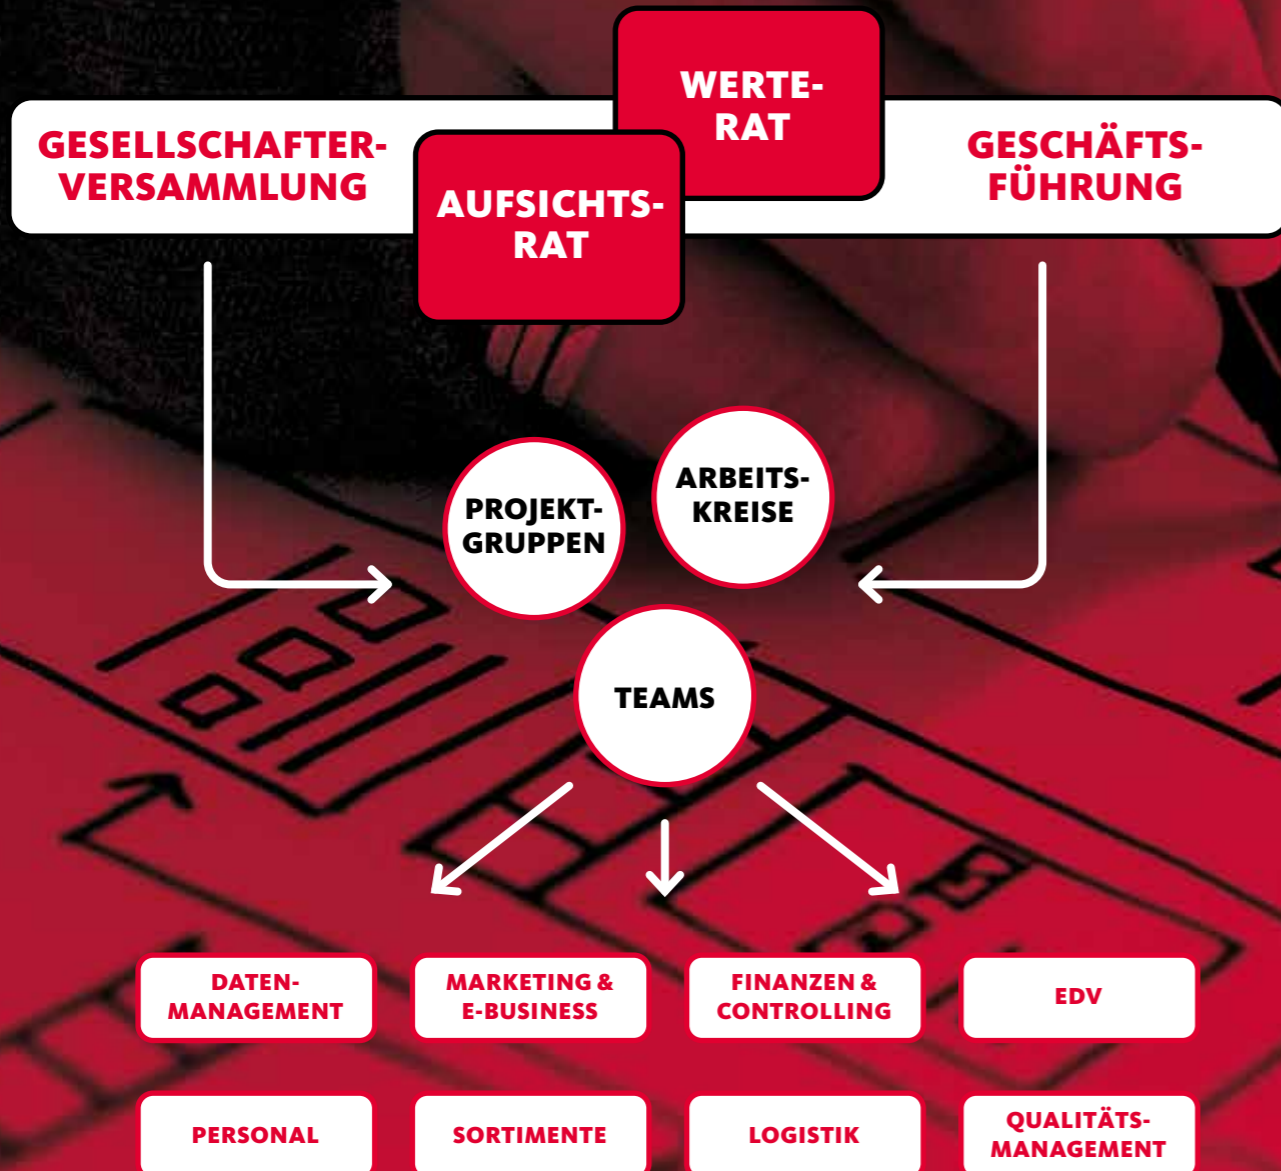 WERTE-
RAT
GESELLSCHAFTER-
VERSAMMLUNG
AUFSICHTS-
RAT
GESCHÄFTS-
FÜHRUNG
PROJEKT-
GRUPPEN
ARBEITS-
KREISE
TEAMS
DATEN-
MANAGEMENT
MARKETING &
E-BUSINESS
FINANZEN &
CONTROLLING
EDV
PERSONAL
SORTIMENTE
LOGISTIK
QUALITÄTS-
MANAGEMENT